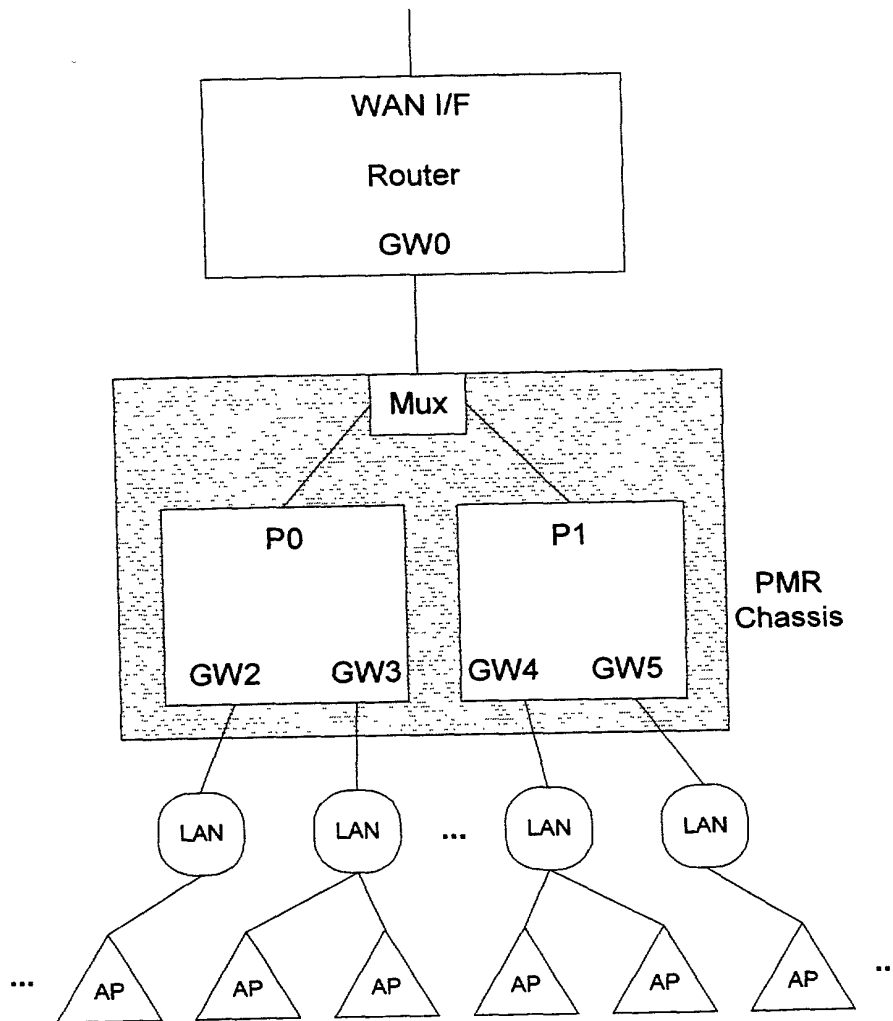 WAN I/F
Router
GW0
Mux
P0
P1
PMR
Chassis
GW2
GW3
GW4
GW5
LAN
LAN
...
LAN
LAN
...
AP
AP
AP
AP
AP
AP
..